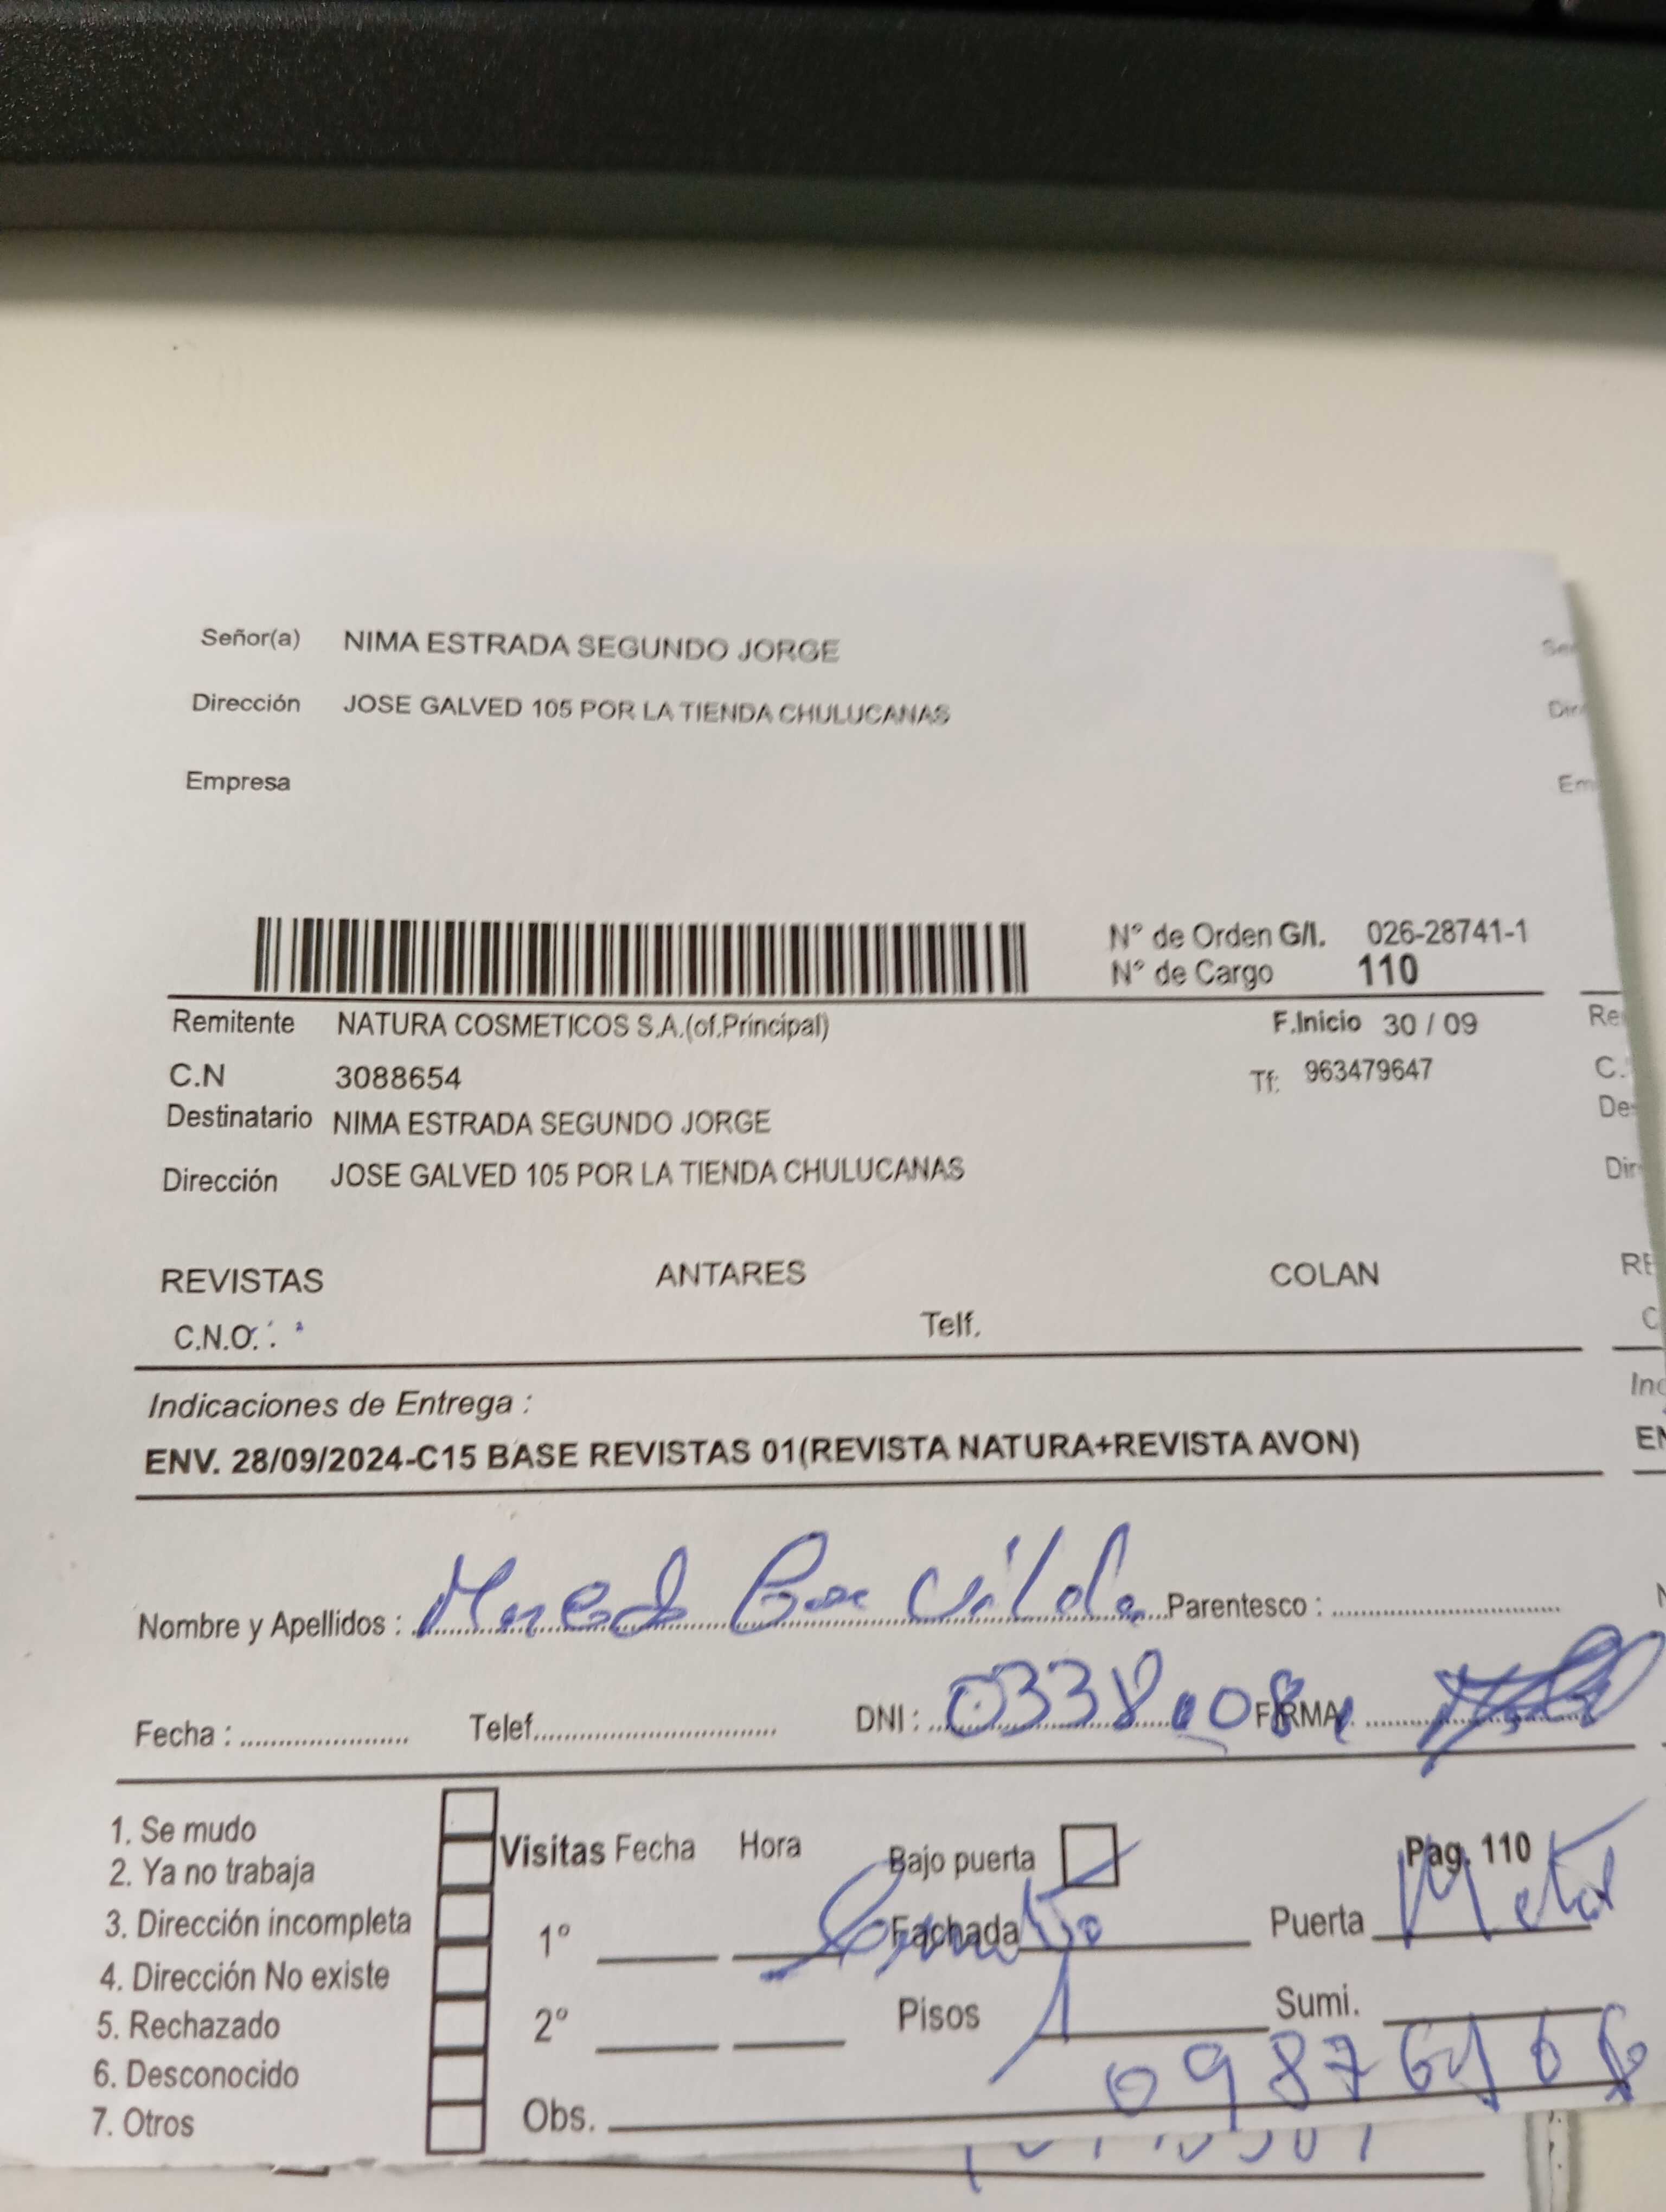 Señor(a) NIMA ESTRADA SEGUNDO JORGE
Dirección JOSE GALVED 105 POR LA TIENDA CHULUCANAS
Empresa
N° de Orden G/I. 026-28741-1
N° de Cargo 110
Remitente NATURA COSMETICOS S.A.(of.Principal) F.Inicio 30 / 09
C.N 3088654 Tf: 963479647
Destinatario NIMA ESTRADA SEGUNDO JORGE
Dirección JOSE GALVED 105 POR LA TIENDA CHULUCANAS
REVISTAS ANTARES COLAN
C.N.O. : Telf.
Indicaciones de Entrega :
ENV. 28/09/2024-C15 BASE REVISTAS 01(REVISTA NATURA+REVISTA AVON)
Nombre y Apellidos : Vilda Parentesco :
Fecha : Telef. DNI : FIRMA
1. Se mudo
2. Ya no trabaja
3. Dirección incompleta
4. Dirección No existe
5. Rechazado
6. Desconocido
7. Otros
Visitas Fecha Hora Bajo puerta Pag. 110
1° Fachada Puerta Metal
2° Pisos 1 Sumi.
Obs.